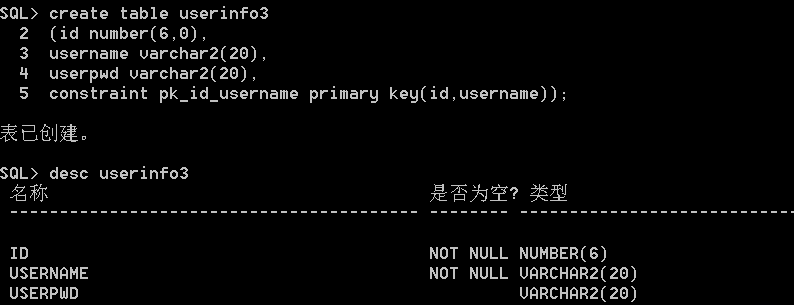 SQL> create table userinfo3
2 (id number(6,0),
3 username varchar2(20),
4 userpwd varchar2(20),
5 constraint pk_id_username primary key(id,username));
表已创建。
SQL> desc userinfo3
名称 是否为空? 类型
----------------------------------------- -------- ----------------------------
ID NOT NULL NUMBER(6)
USERNAME NOT NULL VARCHAR2(20)
USERPWD VARCHAR2(20)